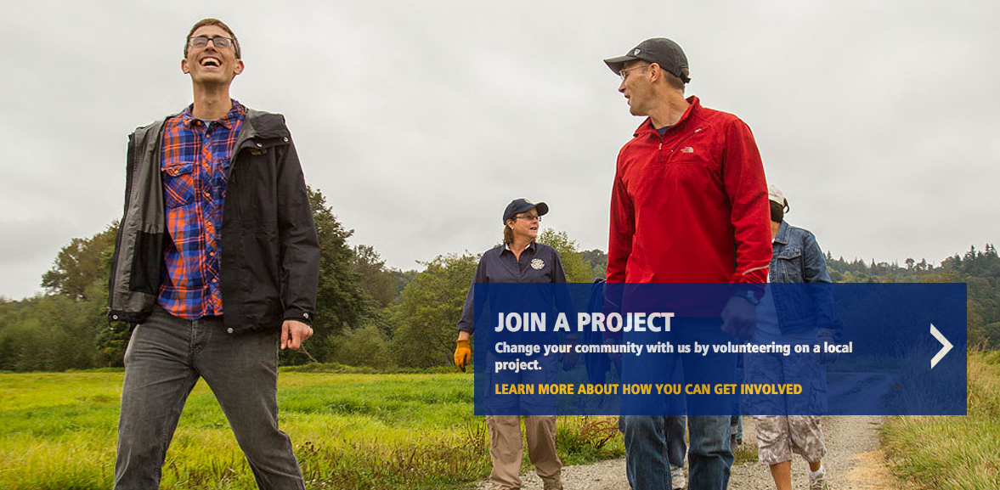 JOIN A PROJECT
Change your community with us by volunteering on a local
project.
LEARN MORE ABOUT HOW YOU CAN GET INVOLVED